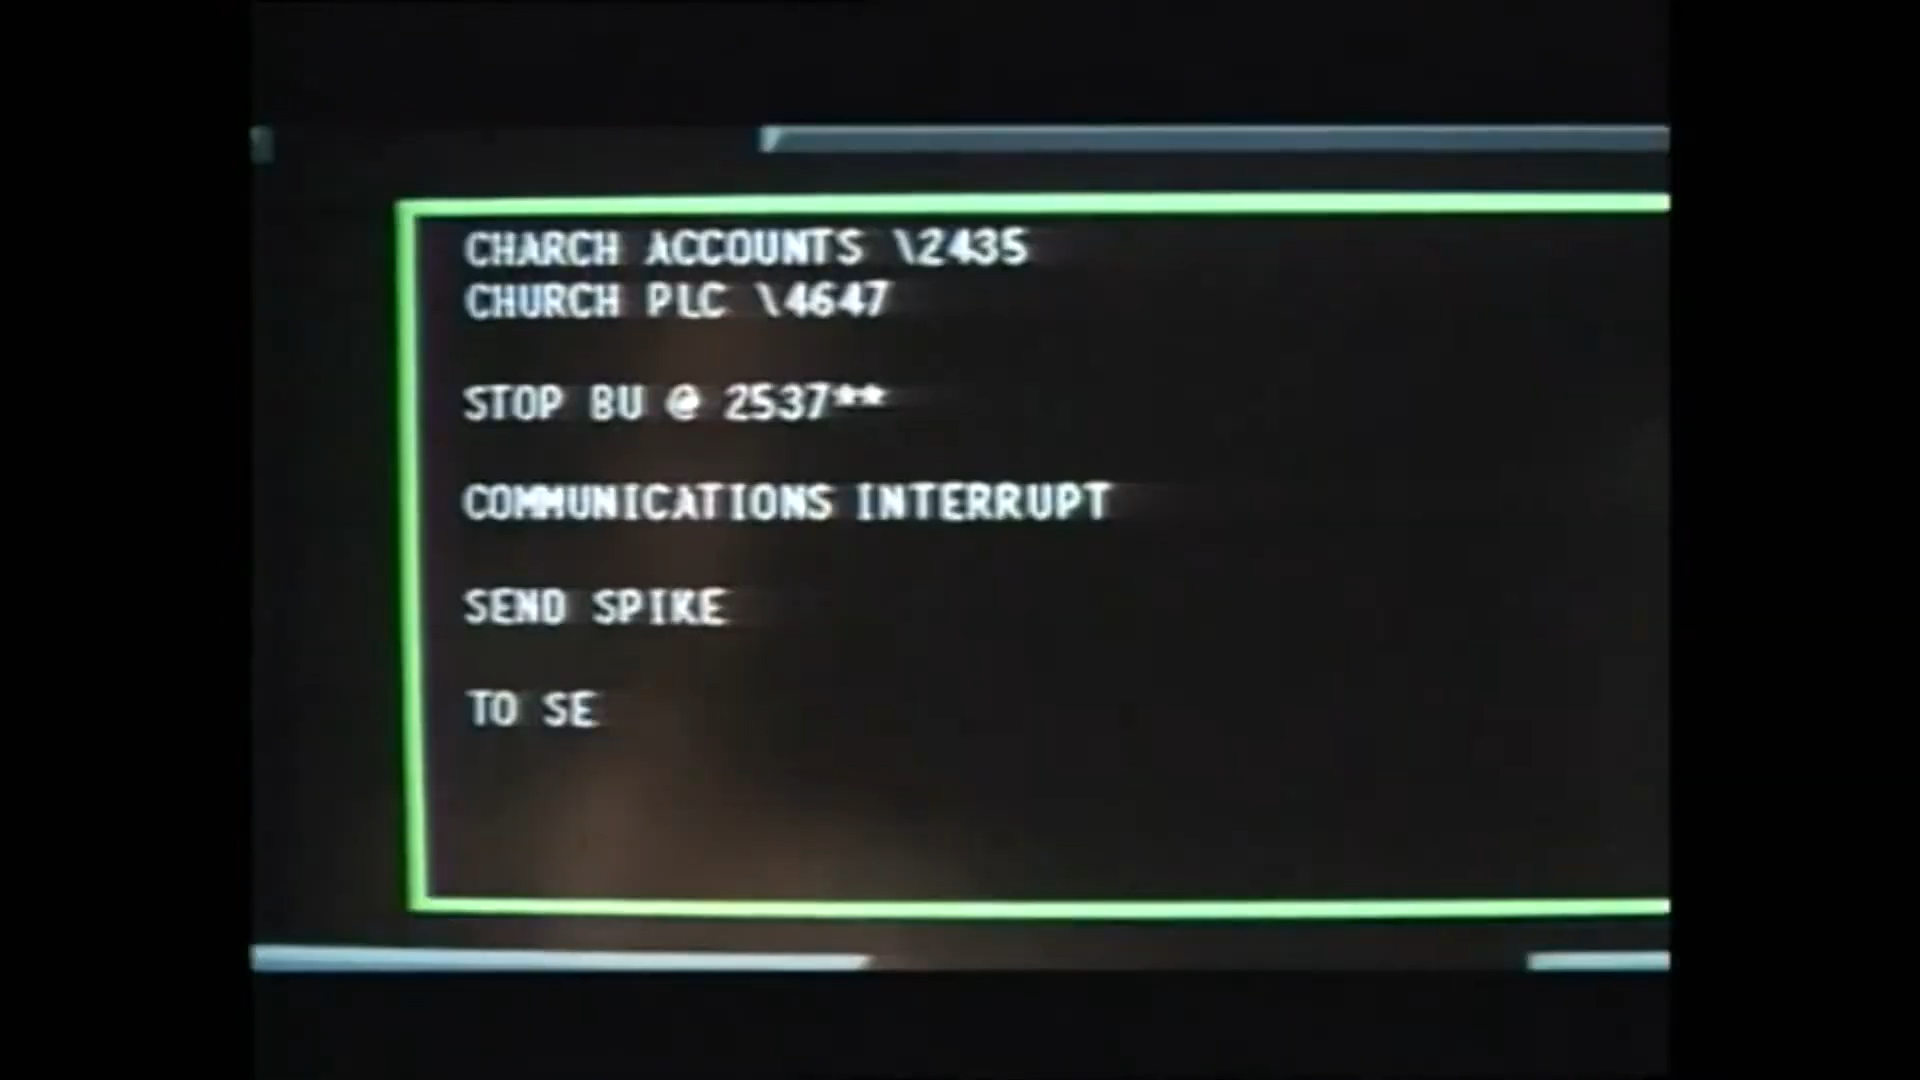 CHARCH ACCOUNTS \2435
CHURCH PLC \4647
STOP BU @ 2537**
COMMUNICATIONS INTERRUPT
SEND SPIKE
TO SE